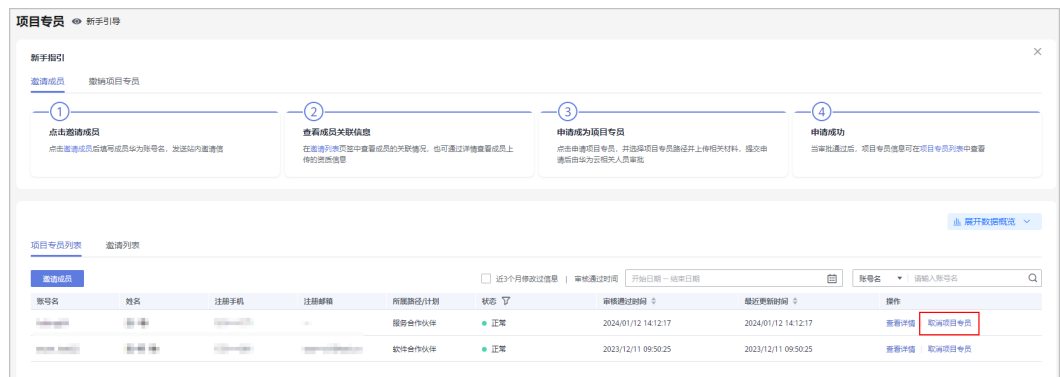 项目专员 新手引导
新手指引
邀请成员 撤销项目专员
1 2 3 4
点击邀请成员 查看成员关联信息 申请成为项目专员 申请成功
点击邀请成员后填写成员华为账号名，发送站内邀请信
在邀请列表页签中查看成员的关联情况，也可通过详情查看成员上
传的资质信息
点击申请项目专员，并选择项目专员路径并上传相关材料，提交申
请后由华为云相关人员审批
当审批通过后，项目专员信息可在项目专员列表中查看
展开数据概览
项目专员列表 邀请列表
邀请成员 近3个月修改过信息 | 审核通过时间 开始日期 – 结束日期 账号名 请输入账号名
账号名 姓名 注册手机 注册邮箱 所属路径/计划 状态 审核通过时间 最近更新时间 操作
服务合作伙伴 正常 2024/01/12 14:12:17 2024/01/12 14:12:17 查看详情 取消项目专员
软件合作伙伴 正常 2023/12/11 09:50:25 2023/12/11 09:50:25 查看详情 取消项目专员